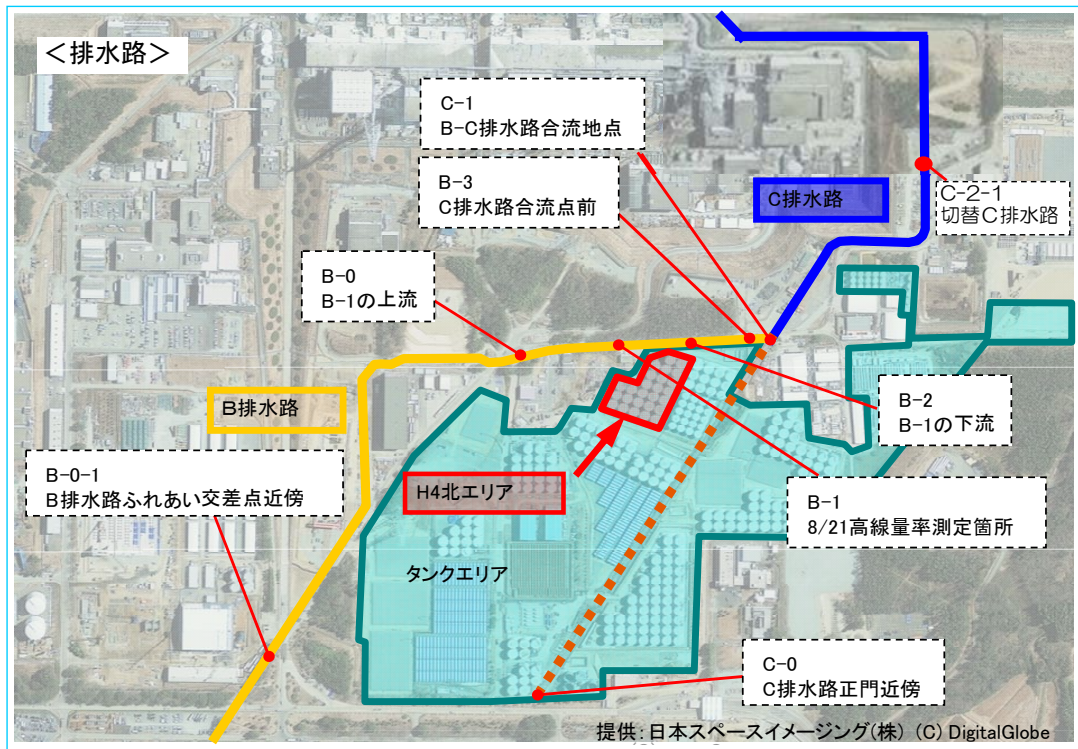 <排水路>
C-1
B-C排水路合流地点
B-3
C排水路合流点前
C排水路
C-2-1
切替C排水路
B-0
B-1の上流
B排水路
B-2
B-1の下流
B-0-1
B排水路ふれあい交差点近傍
H4北エリア
B-1
8/21高線量率測定箇所
タンクエリア
C-0
C排水路正門近傍
提供:日本スペースイメージング(株) (C) DigitalGlobe